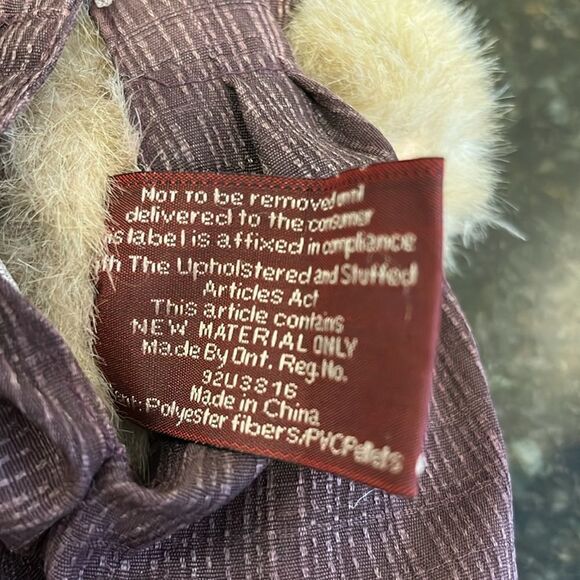 Not to be removed until
delivered to the consumer
is label is affixed in compliance
th The Upholstered and Stuffed
Articles Act
This article contains
NEW MATERIAL ONLY
Made By Ont. Reg. No.
92U3816
Made in China
ent: Polyester fibers/PVC Pellets